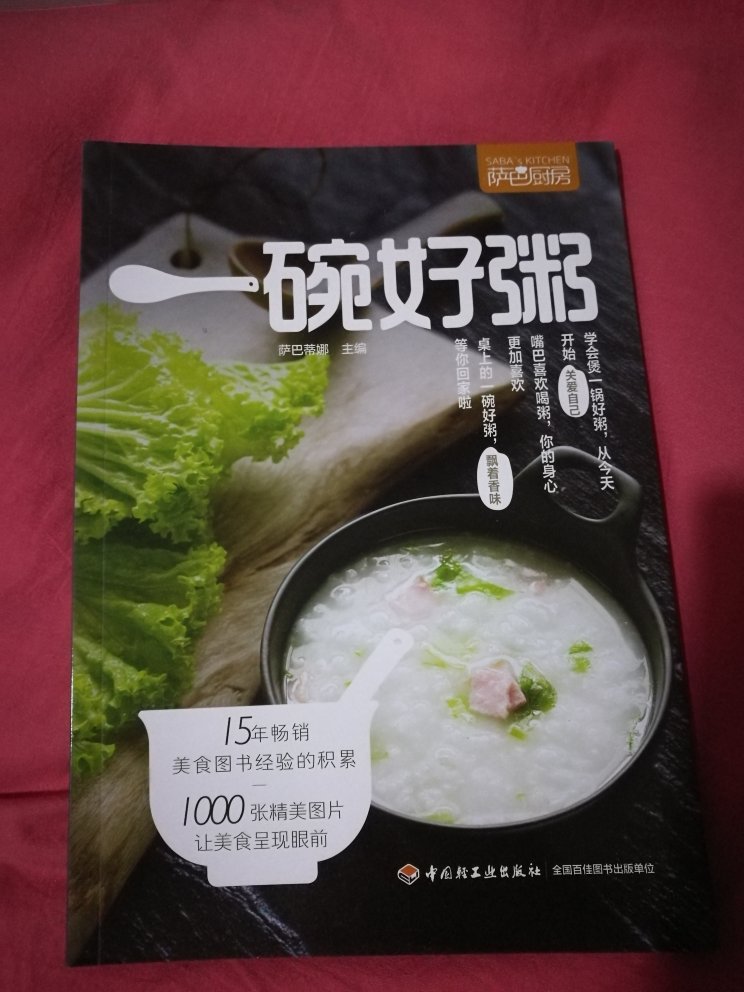 SABA's KITCHEN
萨巴厨房
一碗好粥
萨巴蒂娜 主编
学会煲一锅好粥，从今天
开始 关爱自己
嘴巴喜欢喝粥，你的身心
更加喜欢
桌上的一碗好粥，飘着香味
等你回家啦
15年畅销
美食图书经验的积累
1000张精美图片
让美食呈现眼前
中国轻工业出版社 | 全国百佳图书出版单位